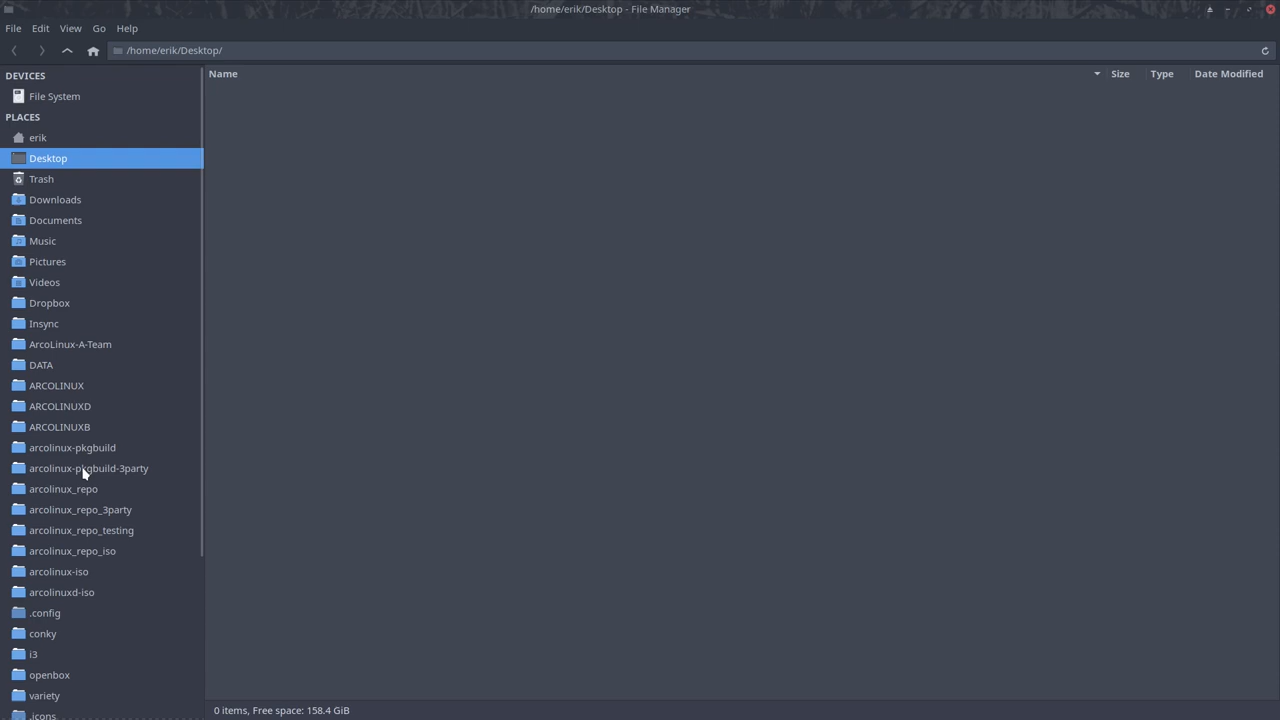 /home/erik/Desktop - File Manager
File Edit View Go Help
/home/erik/Desktop/
DEVICES
File System
PLACES
erik
Desktop
Trash
Downloads
Documents
Music
Pictures
Videos
Dropbox
Insync
ArcoLinux-A-Team
DATA
ARCOLINUX
ARCOLINUXD
ARCOLINUXB
arcolinux-pkgbuild
arcolinux-pkgbuild-3party
arcolinux_repo
arcolinux_repo_3party
arcolinux_repo_testing
arcolinux_repo_iso
arcolinux-iso
arcolinuxd-iso
.config
conky
i3
openbox
variety
.icons
Name Size Type Date Modified
0 items, Free space: 158.4 GiB